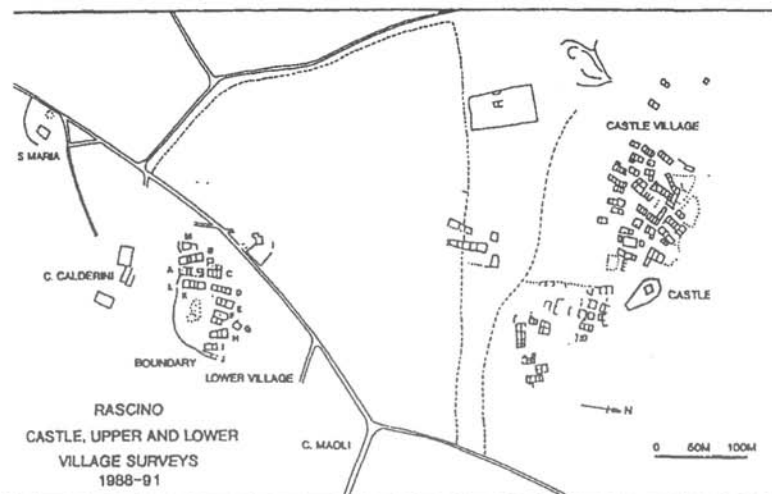 CASTLE VILLAGE
S MARIA
C. CALDERINI
M
B
A
C
L
K
D
E
F
G
H
I
J
D
CASTLE
BOUNDARY
LOWER VILLAGE
N
RASCINO
CASTLE, UPPER AND LOWER
VILLAGE SURVEYS
1988-91
C. MAOLI
0 50M 100M